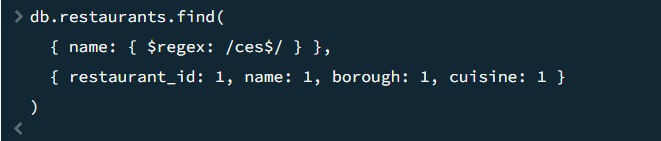 > db.restaurants.find(
{ name: { $regex: /ces$/ } },
{ restaurant_id: 1, name: 1, borough: 1, cuisine: 1 }
)
<